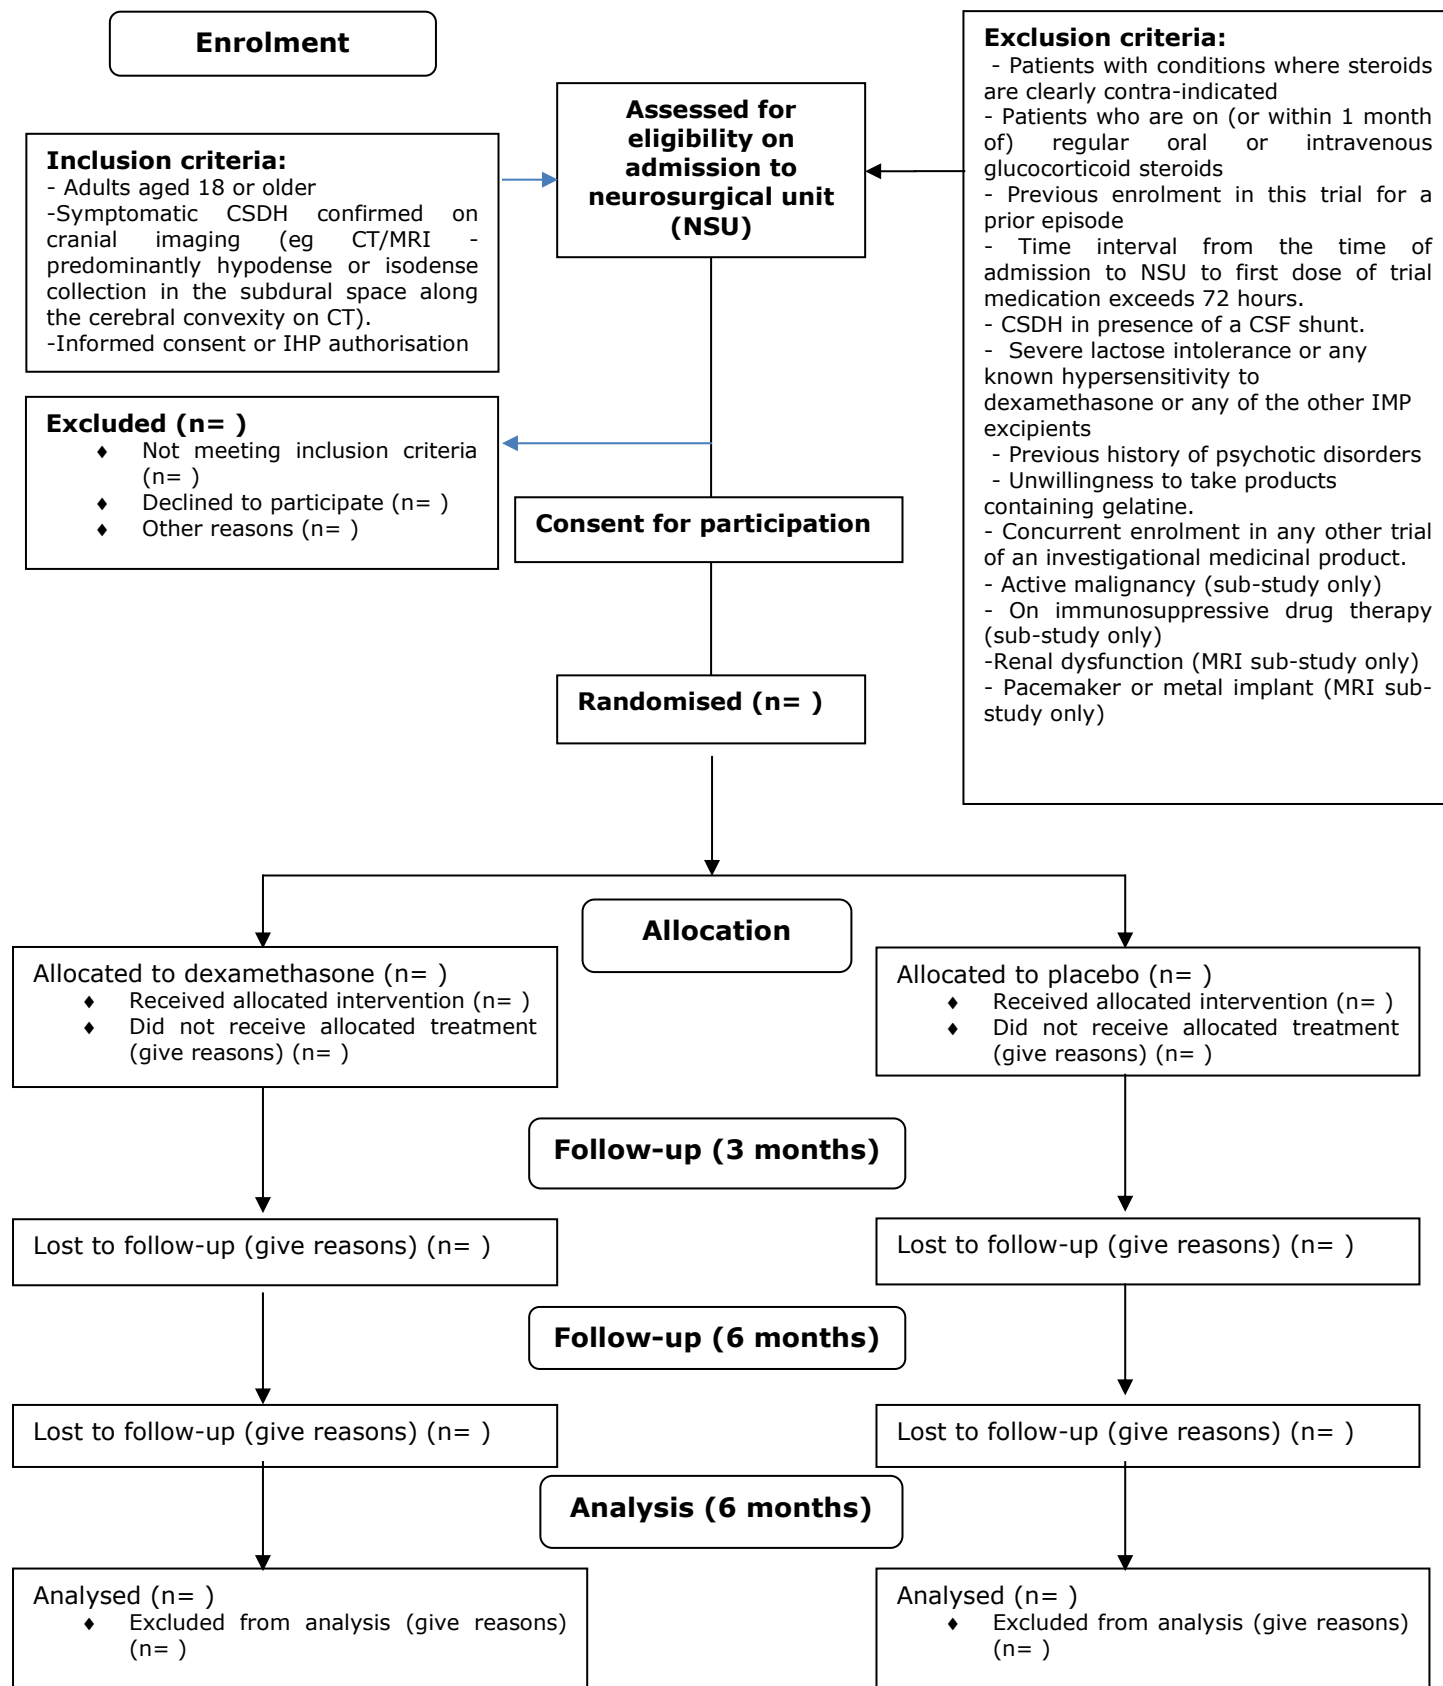 Enrolment
Assessed for
eligibility on
admission to
neurosurgical unit
(NSU)
Inclusion criteria:
- Adults aged 18 or older
-Symptomatic CSDH confirmed on
cranial imaging (eg CT/MRI -
predominantly hypodense or isodense
collection in the subdural space along
the cerebral convexity on CT).
-Informed consent or IHP authorisation
Exclusion criteria:
- Patients with conditions where steroids
are clearly contra-indicated
- Patients who are on (or within 1 month
of) regular oral or intravenous
glucocorticoid steroids
- Previous enrolment in this trial for a
prior episode
- Time interval from the time of
admission to NSU to first dose of trial
medication exceeds 72 hours.
- CSDH in presence of a CSF shunt.
- Severe lactose intolerance or any
known hypersensitivity to
dexamethasone or any of the other IMP
excipients
- Previous history of psychotic disorders
- Unwillingness to take products
containing gelatine.
- Concurrent enrolment in any other trial
of an investigational medicinal product.
- Active malignancy (sub-study only)
- On immunosuppressive drug therapy
(sub-study only)
-Renal dysfunction (MRI sub-study only)
- Pacemaker or metal implant (MRI sub-
study only)
Excluded (n= )
♦ Not meeting inclusion criteria
(n= )
♦ Declined to participate (n= )
♦ Other reasons (n= )
Consent for participation
Randomised (n= )
Allocation
Allocated to dexamethasone (n= )
♦ Received allocated intervention (n= )
♦ Did not receive allocated treatment
(give reasons) (n= )
Allocated to placebo (n= )
♦ Received allocated intervention (n= )
♦ Did not receive allocated treatment
(give reasons) (n= )
Follow-up (3 months)
Lost to follow-up (give reasons) (n= )
Lost to follow-up (give reasons) (n= )
Follow-up (6 months)
Lost to follow-up (give reasons) (n= )
Lost to follow-up (give reasons) (n= )
Analysis (6 months)
Analysed (n= )
♦ Excluded from analysis (give reasons)
(n= )
Analysed (n= )
♦ Excluded from analysis (give reasons)
(n= )